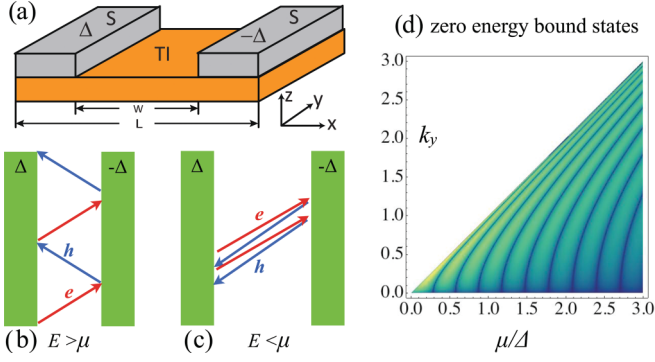 (a)
Δ
S
S
-Δ
TI
w
L
z
y
x
Δ
-Δ
h
e
(b)
E >μ
Δ
-Δ
e
h
(c)
E <μ
(d) zero energy bound states
3.0
2.5
2.0
1.5
1.0
0.5
0.0
ky
0.0 0.5 1.0 1.5 2.0 2.5 3.0
μ/Δ